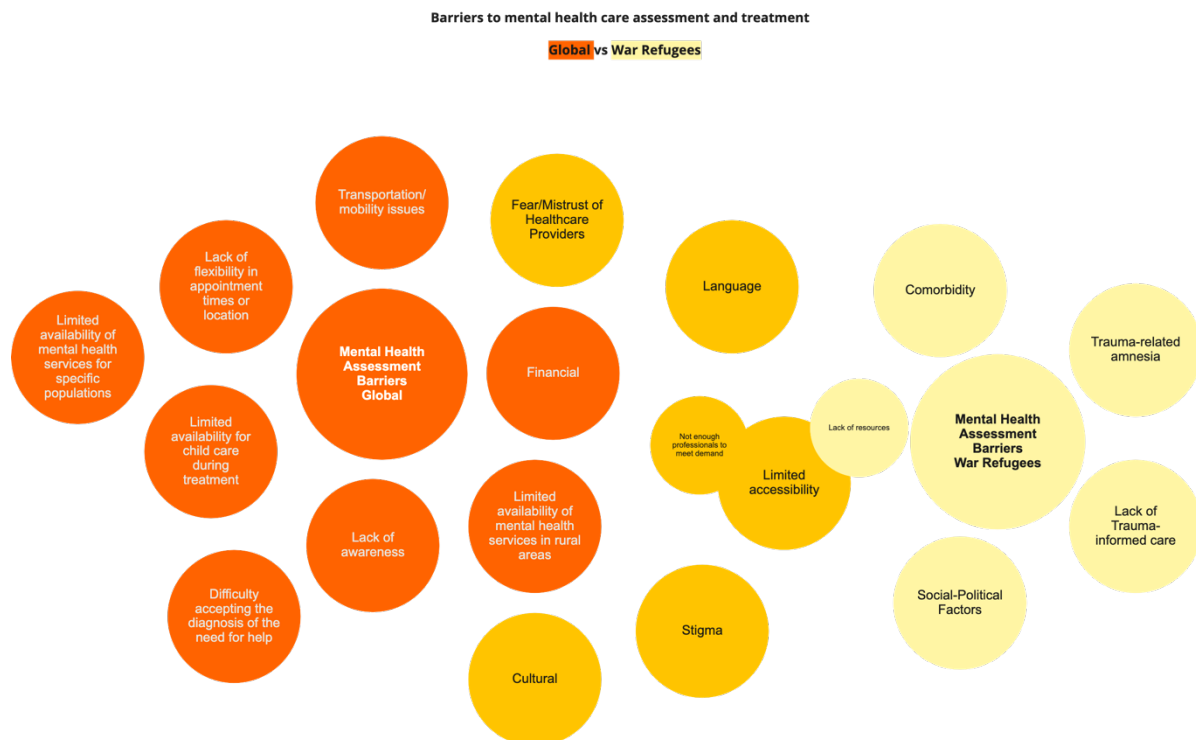 Barriers to mental health care assessment and treatment
Global vs War Refugees
Transportation/
mobility issues
Fear/Mistrust of
Healthcare
Providers
Lack of
flexibility in
appointment
times or
location
Language
Comorbidity
Limited
availability of
mental health
services for
specific
populations
Mental Health
Assessment
Barriers
Global
Financial
Trauma-related
amnesia
Limited
availability for
child care
during
treatment
Not enough
professionals to
meet demand
Limited
accessibility
Lack of resources
Mental Health
Assessment
Barriers
War Refugees
Lack of
awareness
Limited
availability of
mental health
services in rural
areas
Lack of
Trauma-
informed care
Difficulty
accepting the
diagnosis of the
need for help
Cultural
Stigma
Social-Political
Factors